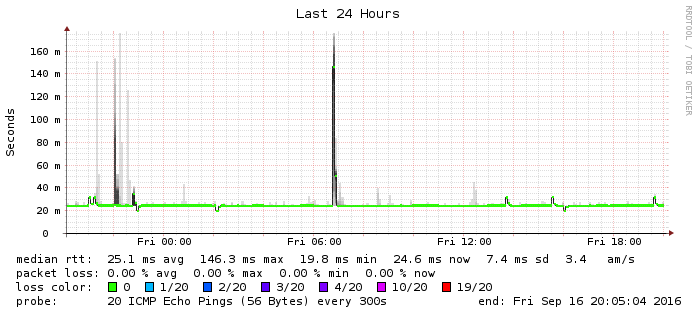 Last 24 Hours
RRDTOOL / TOBI OETIKER
Seconds
160 m
140 m
120 m
100 m
80 m
60 m
40 m
20 m
0
Fri 00:00 Fri 06:00 Fri 12:00 Fri 18:00
median rtt: 25.1 ms avg 146.3 ms max 19.8 ms min 24.6 ms now 7.4 ms sd 3.4 am/s
packet loss: 0.00 % avg 0.00 % max 0.00 % min 0.00 % now
loss color: 0 1/20 2/20 3/20 4/20 10/20 19/20
probe: 20 ICMP Echo Pings (56 Bytes) every 300s end: Fri Sep 16 20:05:04 2016